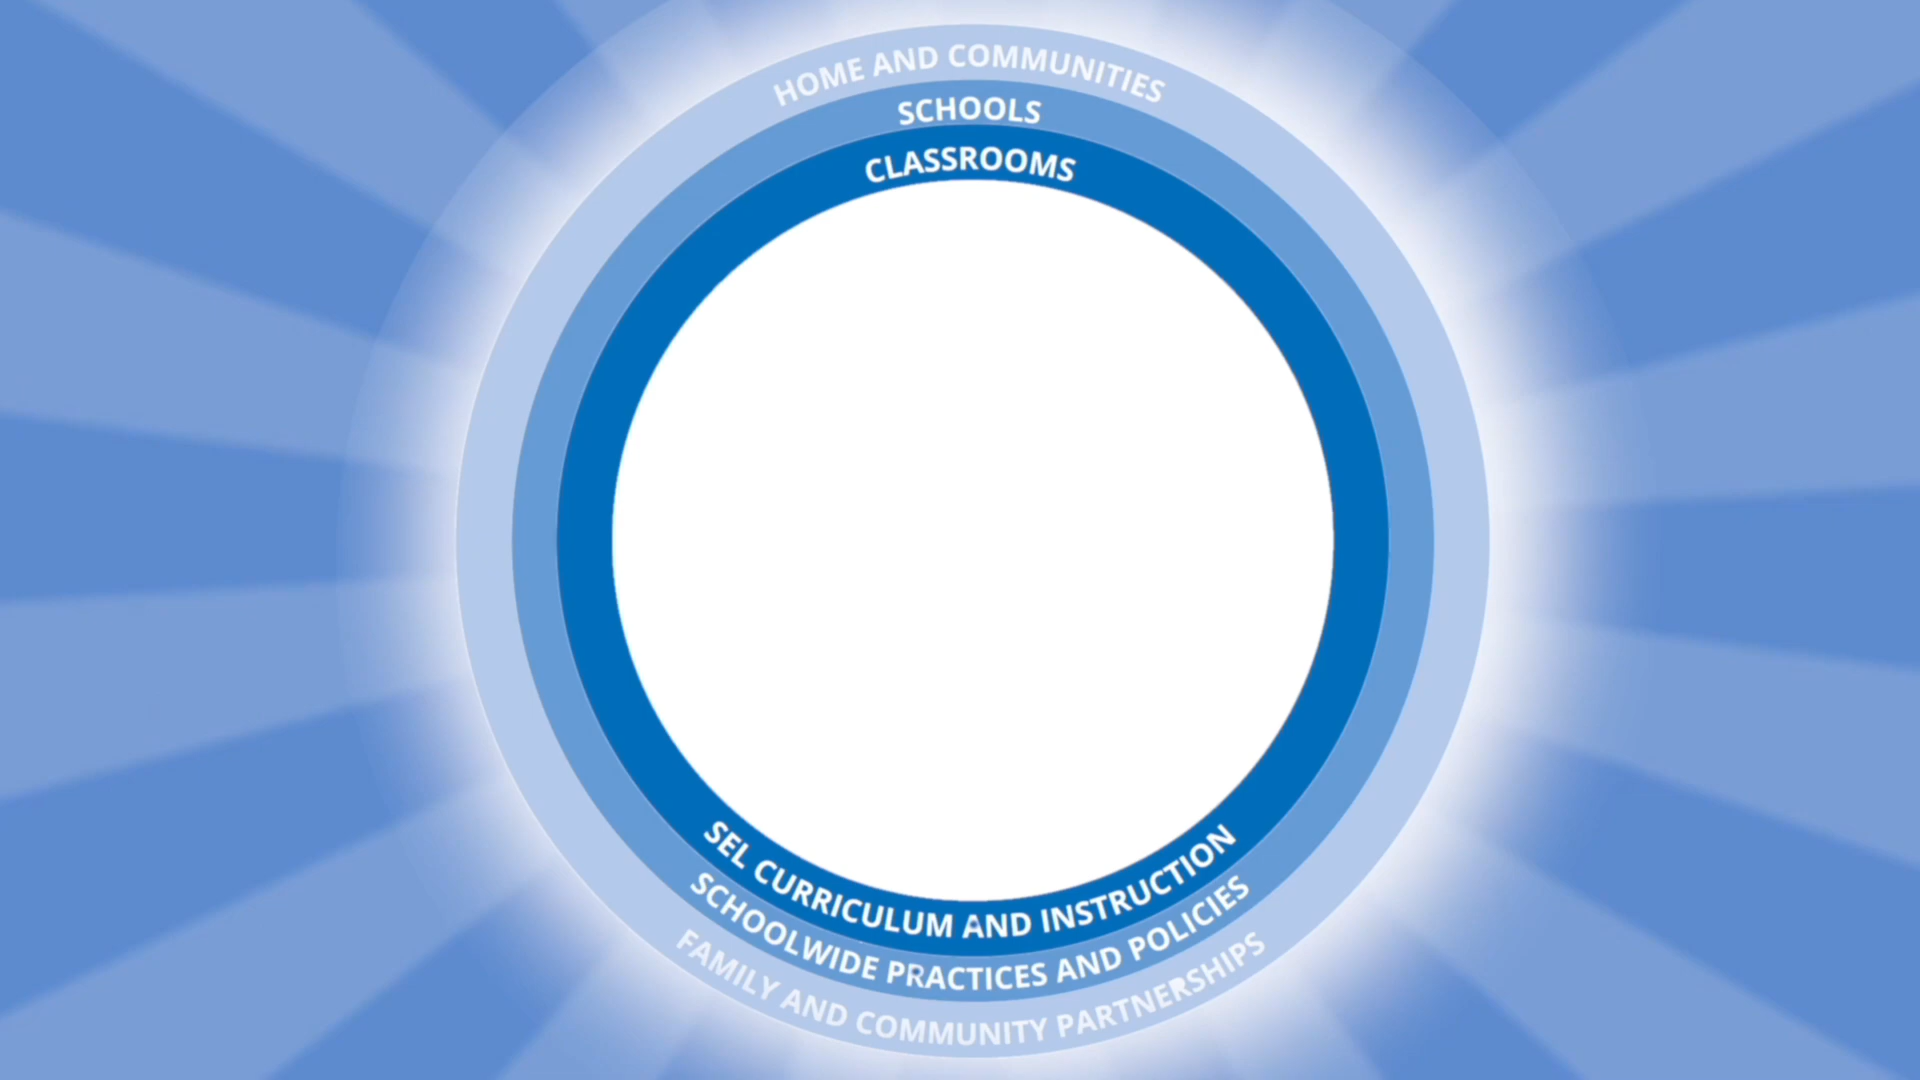 HOME AND COMMUNITIES
SCHOOLS
CLASSROOMS
SEL CURRICULUM AND INSTRUCTION
SCHOOLWIDE PRACTICES AND POLICIES
FAMILY AND COMMUNITY PARTNERSHIPS